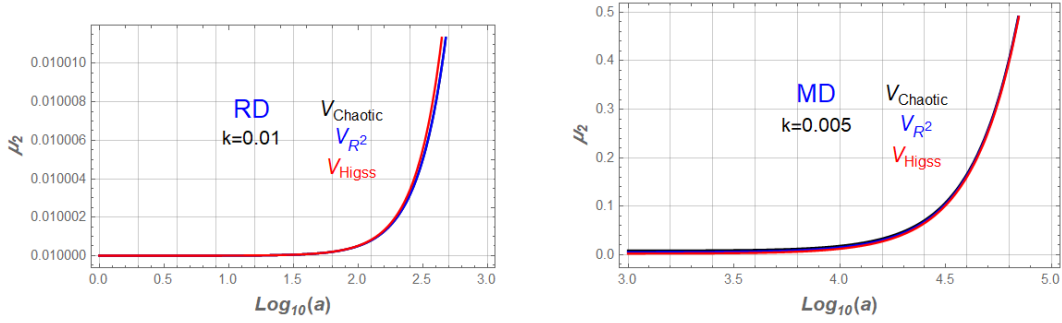 0.010010
0.010008
0.010006
0.010004
0.010002
0.010000
μ2
RD
k=0.01
VChaotic
VR2
VHigss
0.0 0.5 1.0 1.5 2.0 2.5 3.0
Log10(a)
0.5
0.4
0.3
0.2
0.1
0.0
μ2
MD
k=0.005
VChaotic
VR2
VHigss
3.0 3.5 4.0 4.5 5.0
Log10(a)